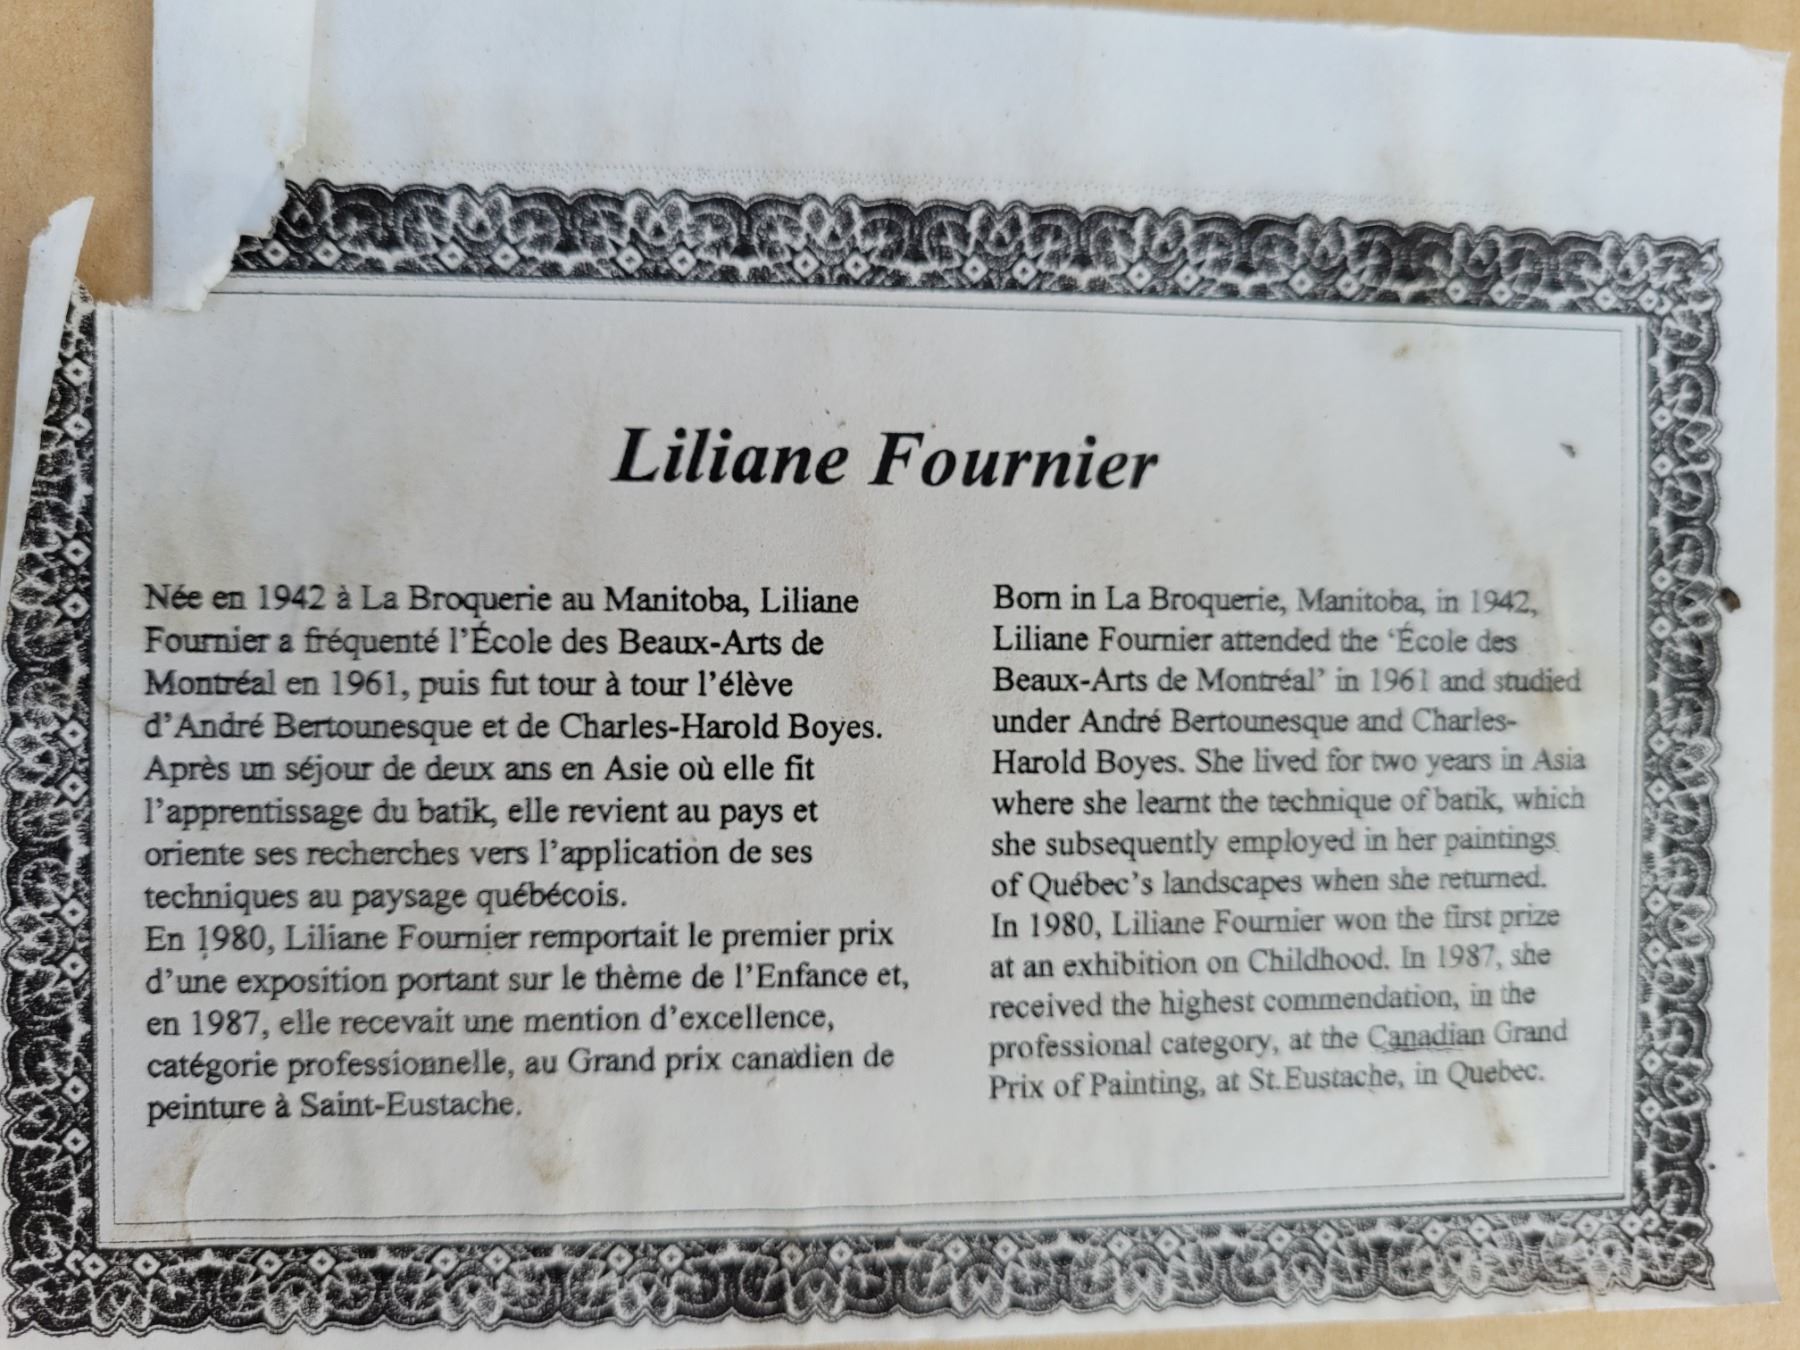 Liliane Fournier
Née en 1942 à La Broquerie au Manitoba, Liliane
Fournier a fréquenté l'École des Beaux-Arts de
Montréal en 1961, puis fut tour à tour l'élève
d'André Bertounesque et de Charles-Harold Boyes.
Après un séjour de deux ans en Asie où elle fit
l'apprentissage du batik, elle revient au pays et
oriente ses recherches vers l'application de ses
techniques au paysage québécois.
En 1980, Liliane Fournier remportait le premier prix
d'une exposition portant sur le thème de l'Enfance et,
en 1987, elle recevait une mention d'excellence,
catégorie professionnelle, au Grand prix canadien de
peinture à Saint-Eustache.
Born in La Broquerie, Manitoba, in 1942,
Liliane Fournier attended the 'École des
Beaux-Arts de Montréal' in 1961 and studied
under André Bertounesque and Charles-
Harold Boyes. She lived for two years in Asia
where she learnt the technique of batik, which
she subsequently employed in her paintings
of Québec's landscapes when she returned.
In 1980, Liliane Fournier won the first prize
at an exhibition on Childhood. In 1987, she
received the highest commendation, in the
professional category, at the Canadian Grand
Prix of Painting, at St.Eustache, in Quebec.